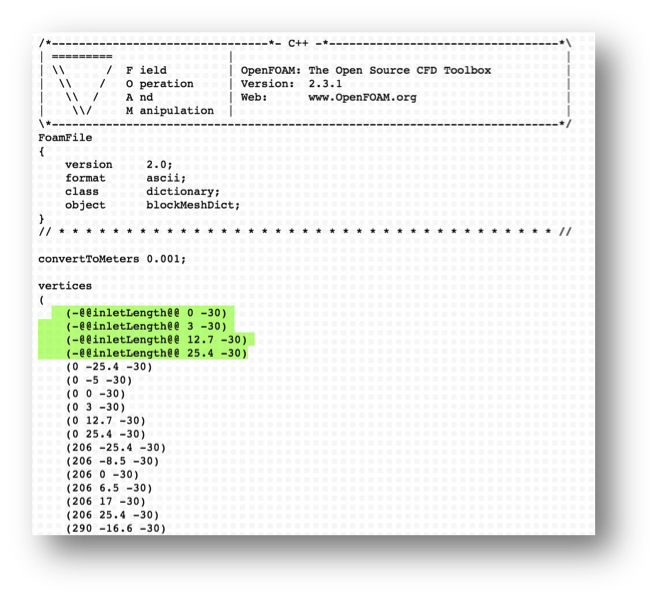 /*--------------------------------*- C++ -*----------------------------------*\
| =========                 |                                                 |
| \\      /  F ield         | OpenFOAM: The Open Source CFD Toolbox           |
|  \\    /   O peration     | Version:  2.3.1                                 |
|   \\  /    A nd           | Web:      www.OpenFOAM.org                      |
|    \\/     M anipulation  |                                                 |
\*---------------------------------------------------------------------------*/
FoamFile
{
    version     2.0;
    format      ascii;
    class       dictionary;
    object      blockMeshDict;
}
// * * * * * * * * * * * * * * * * * * * * * * * * * * * * * * * * * * * * * //
convertToMeters 0.001;
vertices
(
    (-@@inletLength@@ 0 -30)
    (-@@inletLength@@ 3 -30)
    (-@@inletLength@@ 12.7 -30)
    (-@@inletLength@@ 25.4 -30)
    (0 -25.4 -30)
    (0 -5 -30)
    (0 0 -30)
    (0 3 -30)
    (0 12.7 -30)
    (0 25.4 -30)
    (206 -25.4 -30)
    (206 -8.5 -30)
    (206 0 -30)
    (206 6.5 -30)
    (206 17 -30)
    (206 25.4 -30)
    (290 -16.6 -30)